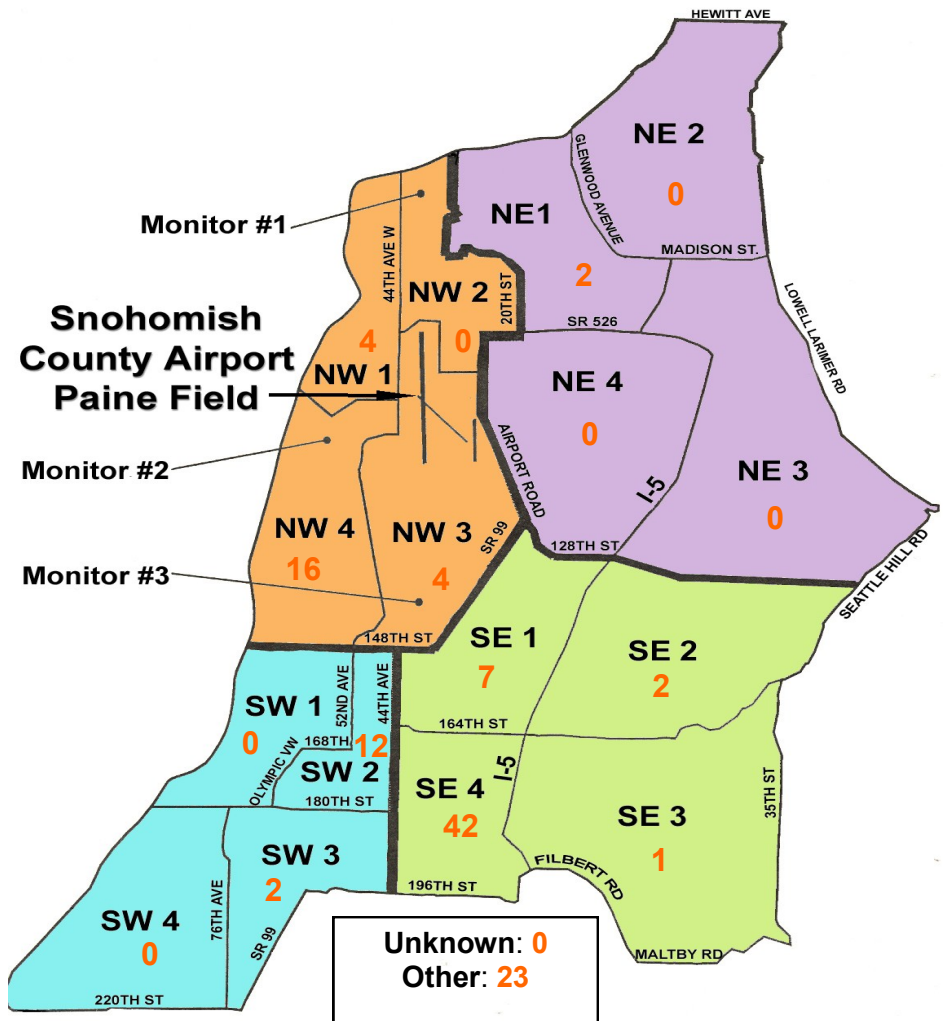 HEWITT AVE
NE 2
0
GLENWOOD AVENUE
MADISON ST.
NE1
2
Monitor #1
44TH AVE W
NW 2
0
20TH ST
SR 526
LOWELL LARIMER RD
Snohomish
County Airport
Paine Field
4
NW 1
NE 4
0
AIRPORT ROAD
I-5
NE 3
0
Monitor #2
NW 4
16
NW 3
4
SR 99
128TH ST
SEATTLE HILL RD
Monitor #3
148TH ST
SE 1
7
SE 2
2
164TH ST
SW 1
0
52ND AVE
44TH AVE
168TH
12
OLYMPIC VW
SW 2
180TH ST
SE 4
42
I-5
SE 3
1
35TH ST
FILBERT RD
196TH ST
MALTBY RD
SW 3
2
76TH AVE
SR 99
SW 4
0
220TH ST
Unknown: 0
Other: 23